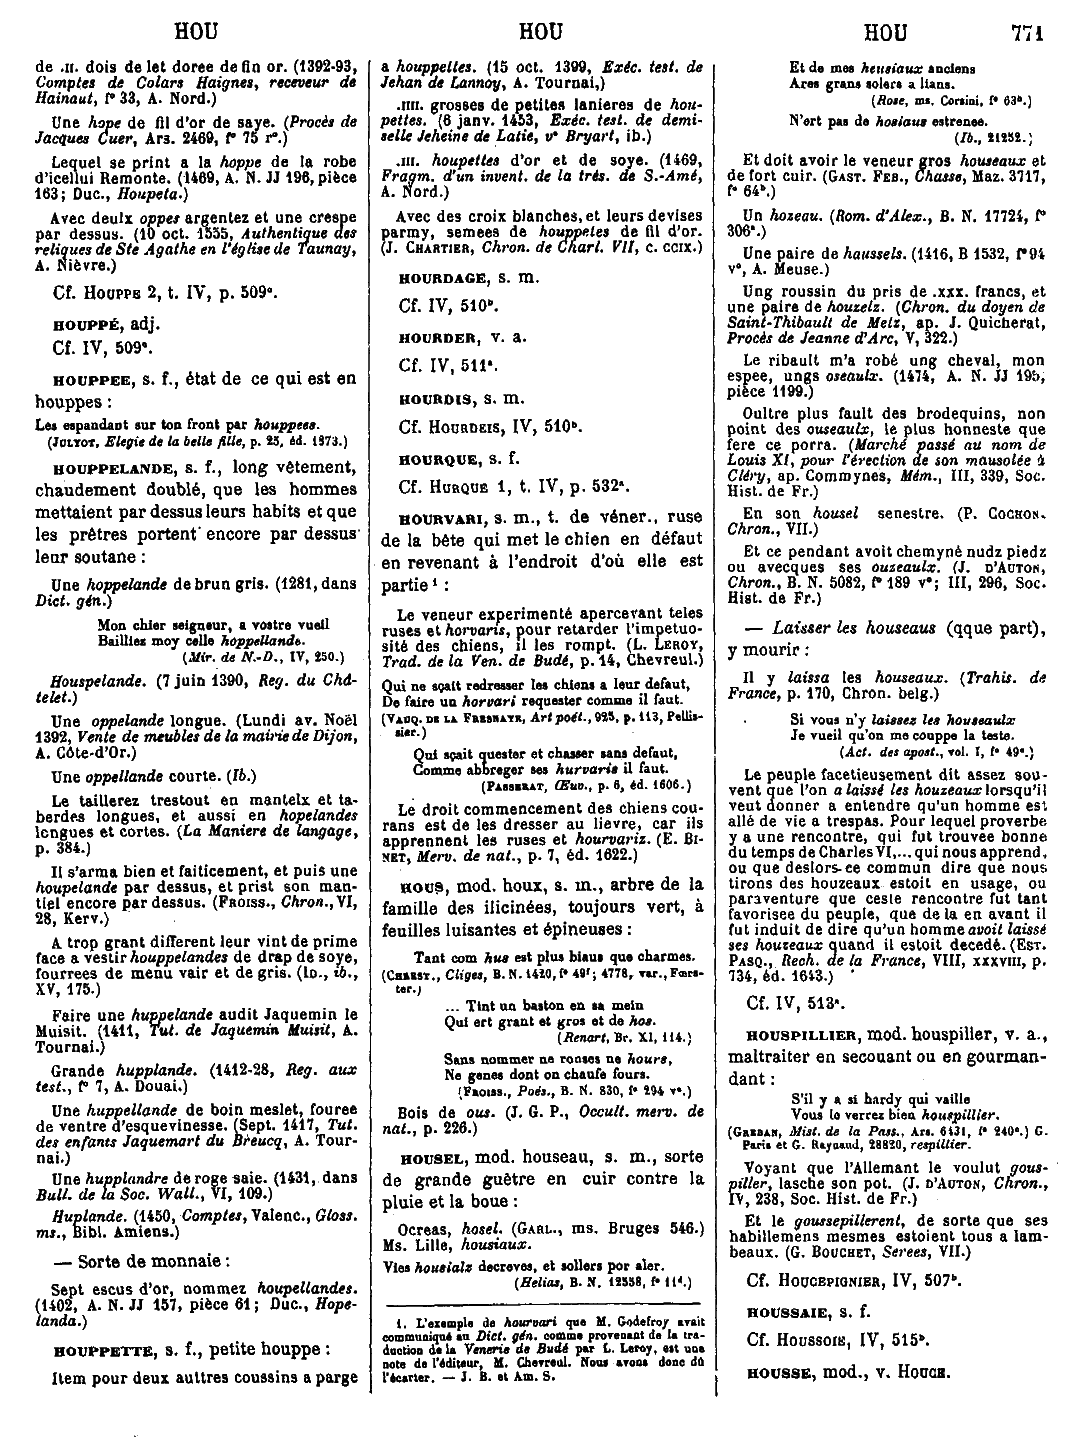 HOU
HOU
HOU
771
de .II. dois de let doree de fin or. (1392-93,
Comptes de Colars Haignes, receveur de
Hainaut, f° 33, A. Nord.)
Une hope de fil d'or de saye. (Procès de
Jacques Cuer, Ars. 2469, f° 75 r°.)
Lequel se print a la hoppe de la robe
d'icellui Remonte. (1469, A. N. JJ 196, pièce
163; Duc., Houpeta.)
Avec deulx oppes argentez et une crespe
par dessus. (10 oct. 1555, Authentique des
reliques de Ste Agathe en l'église de Taunay,
A. Nièvre.)
Cf. HOUPPE 2, t. IV, p. 509ª.
HOUPPÉ, adj.
Cf. IV, 509ª.
HOUPPEE, s. f., état de ce qui est en
houppes :
Les espandant sur ton front par houppees.
(JULYOT, Elegie de la belle fille, p. 25, éd. 1873.)
HOUPPELANDE, s. f., long vêtement,
chaudement doublé, que les hommes
mettaient par dessus leurs habits et que
les prêtres portent encore par dessus
leur soutane :
Une hoppelande de brun gris. (1281, dans
Dict. gén.)
Mon chier seigneur, a vostre vueil
Bailliez moy celle hoppellande.
(Mir. de N.-D., IV, 250.)
Houspelande. (7 juin 1390, Reg. du Châ-
telet.)
Une oppelande longue. (Lundi av. Noël
1392, Vente de meubles de la mairie de Dijon,
A. Côte-d'Or.)
Une oppellande courte. (Ib.)
Le taillerez trestout en mantelx et ta-
berdes longues, et aussi en hopelandes
longues et cortes. (La Maniere de langage,
p. 384.)
Il s'arma bien et faiticement, et puis une
houpelande par dessus, et prist son man-
tiel encore par dessus. (FROISS., Chron., VI,
28, Kerv.)
A trop grant different leur vint de prime
face a vestir houppelandes de drap de soye,
fourrees de menu vair et de gris. (ID., ib.,
XV, 175.)
Faire une huppelande audit Jaquemin le
Muisit. (1411, Tut. de Jaquemin Muisit, A.
Tournai.)
Grande hupplande. (1412-28, Reg. aux
test., f° 7, A. Douai.)
Une huppellande de boin meslet, fouree
de ventre d'esquevinesse. (Sept. 1417, Tut.
des enfants Jaquemart du Breucq, A. Tour-
nai.)
Une hupplandre de roge saie. (1431, dans
Bull. de la Soc. Wall., VI, 109.)
Huplande. (1450, Comptes, Valenc., Gloss.
ms., Bibl. Amiens.)
— Sorte de monnaie :
Sept escus d'or, nommez houpellandes.
(1402, A. N. JJ 157, pièce 61; Duc., Hope-
landa.)
HOUPPETTE, s. f., petite houppe :
Item pour deux aultres coussins a parge
a houppettes. (15 oct. 1399, Exéc. test. de
Jehan de Lannoy, A. Tournai,)
.IIII. grosses de petites lanieres de hou-
pettes. (6 janv. 1453, Exéc. test. de demi-
selle Jeheine de Latie, v° Bryart, ib.)
.III. houpettes d'or et de soye. (1469,
Fragm. d'un invent. de la trés. de S.-Amé,
A. Nord.)
Avec des croix blanches, et leurs devises
parmy, semees de houppetes de fil d'or.
(J. CHARTIER, Chron. de Charl. VII, c. CCIX.)
HOURDAGE, s. m.
Cf. IV, 510ᵇ.
HOURDER, v. a.
Cf. IV, 511ª.
HOURDIS, s. m.
Cf. HOURDEIS, IV, 510ᵇ.
HOURQUE, s. f.
Cf. HURQUE 1, t. IV, p. 532ª.
HOURVARI, s. m., t. de véner., ruse
de la bête qui met le chien en défaut
en revenant à l'endroit d'où elle est
partie ¹ :
Le veneur experimenté apercevant teles
ruses et horvaris, pour retarder l'impetuo-
sité des chiens, il les rompt. (L. LEROY,
Trad. de la Ven. de Budé, p. 14, Chevreul.)
Qui ne sçait redresser les chiens a leur defaut,
De faire un horvari requester comme il faut.
(VAUQ. DE LA FRESNAYE, Art poét., 925, p. 113, Pellis-
sier.)
Qui sçait quester et chasser sans defaut,
Comme abbreger ses hurvaris il faut.
(PASSERAT, Œuv., p. 6, éd. 1606.)
Le droit commencement des chiens cou-
rans est de les dresser au lievre, car ils
apprennent les ruses et hourvariz. (E. BI-
NET, Merv. de nat., p. 7, éd. 1622.)
HOUS, mod. houx, s. m., arbre de la
famille des ilicinées, toujours vert, à
feuilles luisantes et épineuses :
Tant com hus est plus biaus que charmes.
(CHREST., Cliges, B. N. 1420, f° 49ʳ; 4778, var., Fœrs-
ter.)
... Tint un baston en sa mein
Qui ert grant et gros et de hos.
(Renart, Br. XI, 114.)
Sans nommer ne ronses ne hours,
Ne genes dont on chaufe fours.
(FROISS., Poés., B. N. 830, f° 294 v°.)
Bois de ous. (J. G. P., Occult. merv. de
nat., p. 226.)
HOUSEL, mod. houseau, s. m., sorte
de grande guêtre en cuir contre la
pluie et la boue :
Ocreas, hosel. (GARL., ms. Bruges 546.)
Ms. Lille, housiaux.
Vies housialz decreves, et sollers por aler.
(Helias, B. N. 12558, f° 11ᵈ.)
1. L'exemple de hourvari que M. Godefroy avait
communiqué au Dict. gén. comme provenant de la tra-
duction de la Venerie de Budé par L. Leroy, est une
note de l'éditeur, M. Chevreul. Nous avons donc dû
l'écarter. — J. B. et Am. S.
Et de mes heusiaux anciens
Ares grans solers a liens.
(Rose, ms. Corsini, f° 63ᵇ.)
N'ert pas de hosiaus estrenee.
(Ib., 21252.)
Et doit avoir le veneur gros houseaux et
de fort cuir. (GAST. FEB., Chasse, Maz. 3717,
f° 64ᵇ.)
Un hozeau. (Rom. d'Alex., B. N. 17724, f°
306ª.)
Une paire de haussels. (1416, B 1532, f° 94
v°, A. Meuse.)
Ung roussin du pris de .XXX. francs, et
une paire de houzelz. (Chron. du doyen de
Saint-Thibault de Metz, ap. J. Quicherat,
Procès de Jeanne d'Arc, V, 322.)
Le ribault m'a robé ung cheval, mon
espee, ungs oseaulx. (1474, A. N. JJ 195,
pièce 1199.)
Oultre plus fault des brodequins, non
point des ouseaulx, le plus honneste que
fere ce porra. (Marché passé au nom de
Louis XI, pour l'érection de son mausolée à
Cléry, ap. Commynes, Mém., III, 339, Soc.
Hist. de Fr.)
En son housel senestre. (P. COCHON,
Chron., VII.)
Et ce pendant avoit chemyné nudz piedz
ou avecques ses ouzeaulx. (J. D'AUTON,
Chron., B. N. 5082, f° 189 v°; III, 296, Soc.
Hist. de Fr.)
— Laisser les houseaus (qque part),
y mourir :
Il y laissa les houseaux. (Trahis. de
France, p. 170, Chron. belg.)
Si vous n'y laissez les houseaulx
Je vueil qu'on me couppe la teste.
(Act. des apost., vol. I, f° 49ª.)
Le peuple facetieusement dit assez sou-
vent que l'on a laissé les houzeaux lorsqu'il
veut donner a entendre qu'un homme est
allé de vie a trespas. Pour lequel proverbe
y a une rencontre, qui fut trouvee bonne
du temps de Charles VI,... qui nous apprend,
ou que deslors ce commun dire que nous
tirons des houzeaux estoit en usage, ou
paraventure que ceste rencontre fut tant
favorisee du peuple, que de la en avant il
fut induit de dire qu'un homme avoit laissé
ses houzeaux quand il estoit decedé. (EST.
PASQ., Rech. de la France, VIII, XXXVIII, p.
734, éd. 1643.)
Cf. IV, 513ª.
HOUSPILLIER, mod. houspiller, v. a.,
maltraiter en secouant ou en gourman-
dant :
S'il y a si hardy qui vaille
Vous le verrez bien houspillier.
(GREBAN, Mist. de la Pass., Ars. 6431, f° 240ª.) G.
Paris et G. Raynaud, 28820, respillier.
Voyant que l'Allemant le voulut gous-
piller, lasche son pot. (J. D'AUTON, Chron.,
IV, 238, Soc. Hist. de Fr.)
Et le goussepillerent, de sorte que ses
habillemens mesmes estoient tous a lam-
beaux. (G. BOUCHET, Serees, VII.)
Cf. HOUCEPIGNIER, IV, 507ᵇ.
HOUSSAIE, s. f.
Cf. HOUSSOIE, IV, 515ᵇ.
HOUSSE, mod., v. HOUCE.